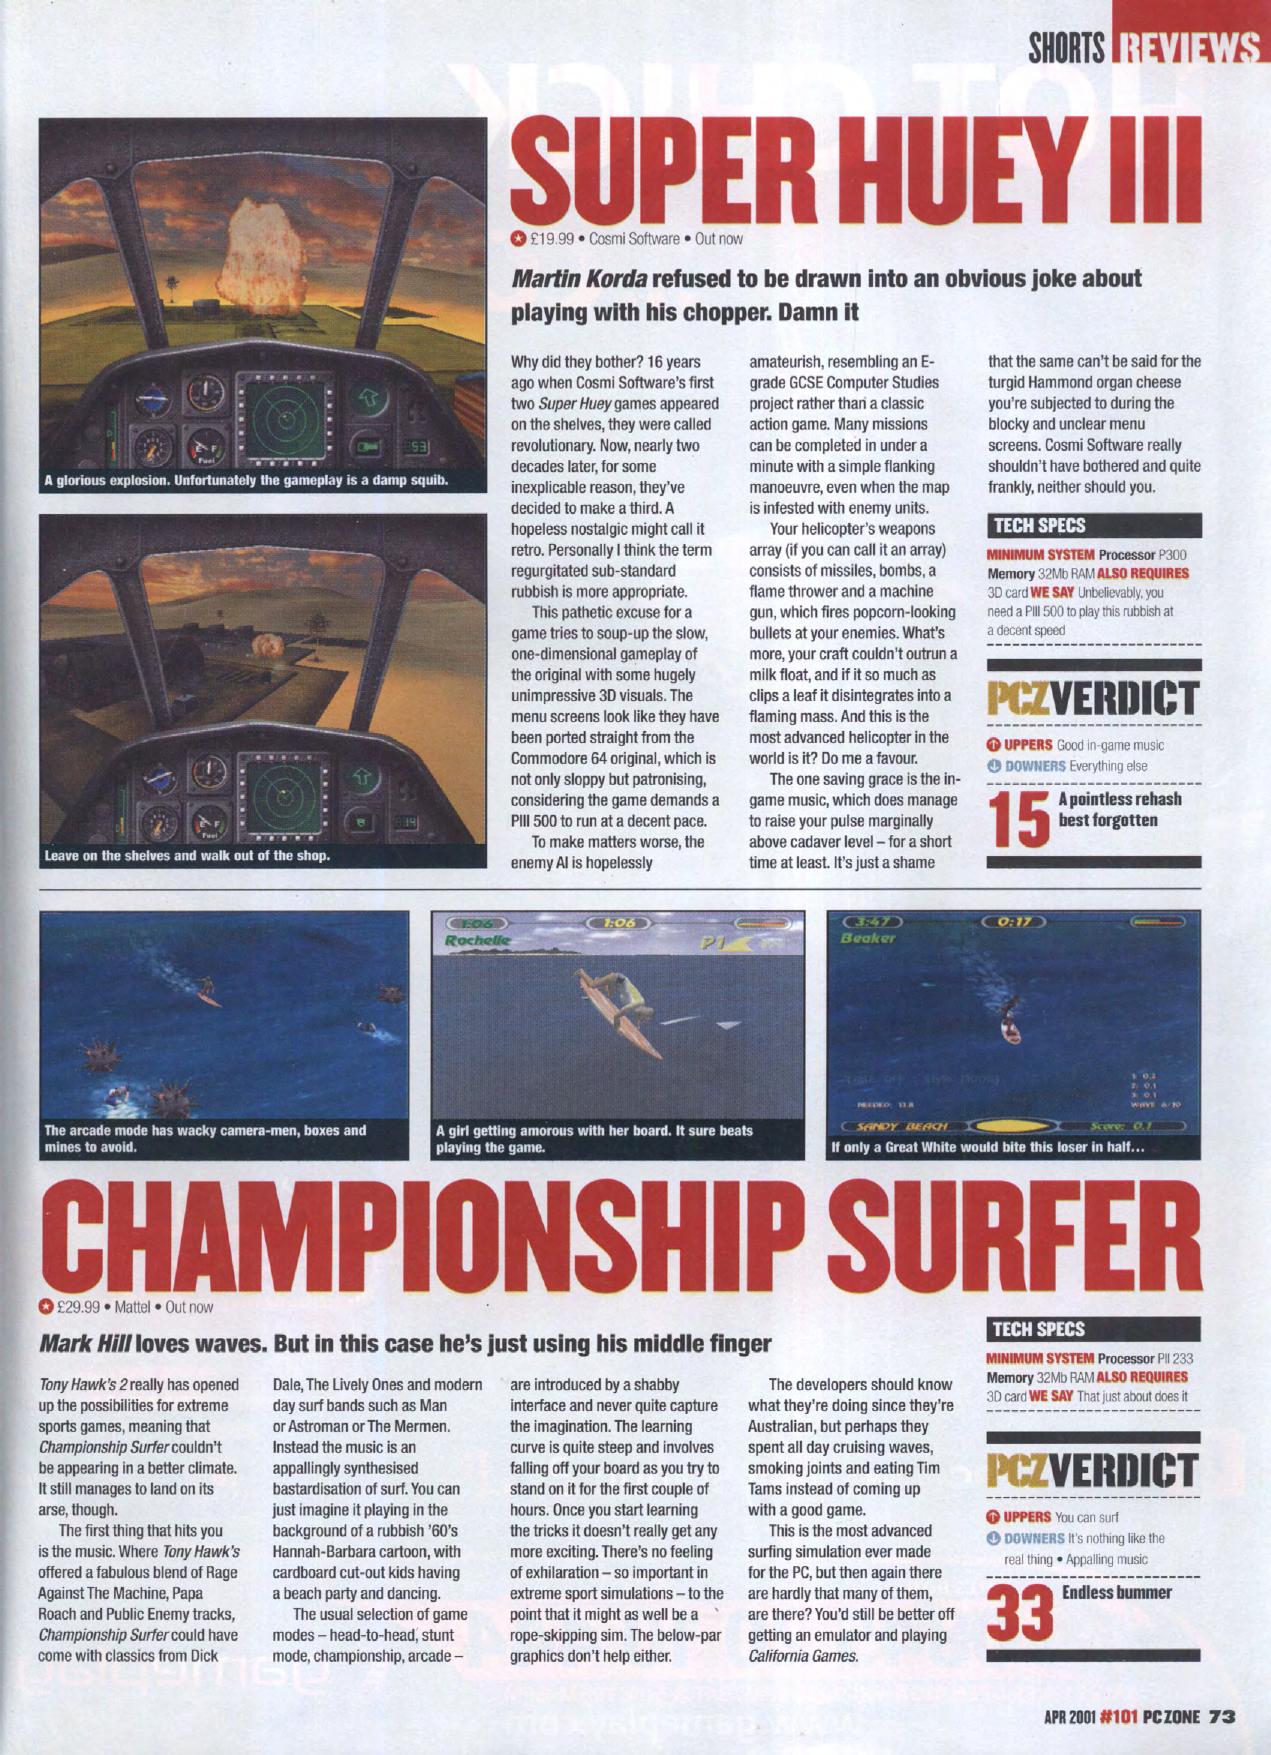 SHORTS REVIEWS
A glorious explosion. Unfortunately the gameplay is a damp squib.
Leave on the shelves and walk out of the shop.
SUPER HUEY III
£19.99 • Cosmi Software • Out now
Martin Korda refused to be drawn into an obvious joke about
playing with his chopper. Damn it
Why did they bother? 16 years
ago when Cosmi Software's first
two Super Huey games appeared
on the shelves, they were called
revolutionary. Now, nearly two
decades later, for some
inexplicable reason, they've
decided to make a third. A
hopeless nostalgic might call it
retro. Personally I think the term
regurgitated sub-standard
rubbish is more appropriate.
This pathetic excuse for a
game tries to soup-up the slow,
one-dimensional gameplay of
the original with some hugely
unimpressive 3D visuals. The
menu screens look like they have
been ported straight from the
Commodore 64 original, which is
not only sloppy but patronising,
considering the game demands a
PIII 500 to run at a decent pace.
To make matters worse, the
enemy AI is hopelessly
amateurish, resembling an E-
grade GCSE Computer Studies
project rather than a classic
action game. Many missions
can be completed in under a
minute with a simple flanking
manoeuvre, even when the map
is infested with enemy units.
Your helicopter's weapons
array (if you can call it an array)
consists of missiles, bombs, a
flame thrower and a machine
gun, which fires popcorn-looking
bullets at your enemies. What's
more, your craft couldn't outrun a
milk float, and if it so much as
clips a leaf it disintegrates into a
flaming mass. And this is the
most advanced helicopter in the
world is it? Do me a favour.
The one saving grace is the in-
game music, which does manage
to raise your pulse marginally
above cadaver level – for a short
time at least. It's just a shame
that the same can't be said for the
turgid Hammond organ cheese
you're subjected to during the
blocky and unclear menu
screens. Cosmi Software really
shouldn't have bothered and quite
frankly, neither should you.
TECH SPECS
MINIMUM SYSTEM Processor P300
Memory 32Mb RAM ALSO REQUIRES
3D card WE SAY Unbelievably, you
need a PIII 500 to play this rubbish at
a decent speed
PCZVERDICT
UPPERS Good in-game music
DOWNERS Everything else
15 A pointless rehash
best forgotten
The arcade mode has wacky camera-men, boxes and
mines to avoid.
1:06 1:06
Rochelle P1
A girl getting amorous with her board. It sure beats
playing the game.
3:47 0:17
Beaker
NEEDED: 13.8
1: 0.2
2: 0.1
3: 0.1
WAVE 6/10
SANDY BEACH Score: 0.1
If only a Great White would bite this loser in half...
CHAMPIONSHIP SURFER
£29.99 • Mattel • Out now
Mark Hill loves waves. But in this case he's just using his middle finger
Tony Hawk's 2 really has opened
up the possibilities for extreme
sports games, meaning that
Championship Surfer couldn't
be appearing in a better climate.
It still manages to land on its
arse, though.
The first thing that hits you
is the music. Where Tony Hawk's
offered a fabulous blend of Rage
Against The Machine, Papa
Roach and Public Enemy tracks,
Championship Surfer could have
come with classics from Dick
Dale, The Lively Ones and modern
day surf bands such as Man
or Astroman or The Mermen.
Instead the music is an
appallingly synthesised
bastardisation of surf. You can
just imagine it playing in the
background of a rubbish '60's
Hannah-Barbara cartoon, with
cardboard cut-out kids having
a beach party and dancing.
The usual selection of game
modes – head-to-head, stunt
mode, championship, arcade –
are introduced by a shabby
interface and never quite capture
the imagination. The learning
curve is quite steep and involves
falling off your board as you try to
stand on it for the first couple of
hours. Once you start learning
the tricks it doesn't really get any
more exciting. There's no feeling
of exhilaration – so important in
extreme sport simulations – to the
point that it might as well be a
rope-skipping sim. The below-par
graphics don't help either.
The developers should know
what they're doing since they're
Australian, but perhaps they
spent all day cruising waves,
smoking joints and eating Tim
Tams instead of coming up
with a good game.
This is the most advanced
surfing simulation ever made
for the PC, but then again there
are hardly that many of them,
are there? You'd still be better off
getting an emulator and playing
California Games.
TECH SPECS
MINIMUM SYSTEM Processor PII 233
Memory 32Mb RAM ALSO REQUIRES
3D card WE SAY That just about does it
PCZVERDICT
UPPERS You can surf
DOWNERS It's nothing like the
real thing • Appalling music
33 Endless bummer
APR 2001 #101 PC ZONE 73